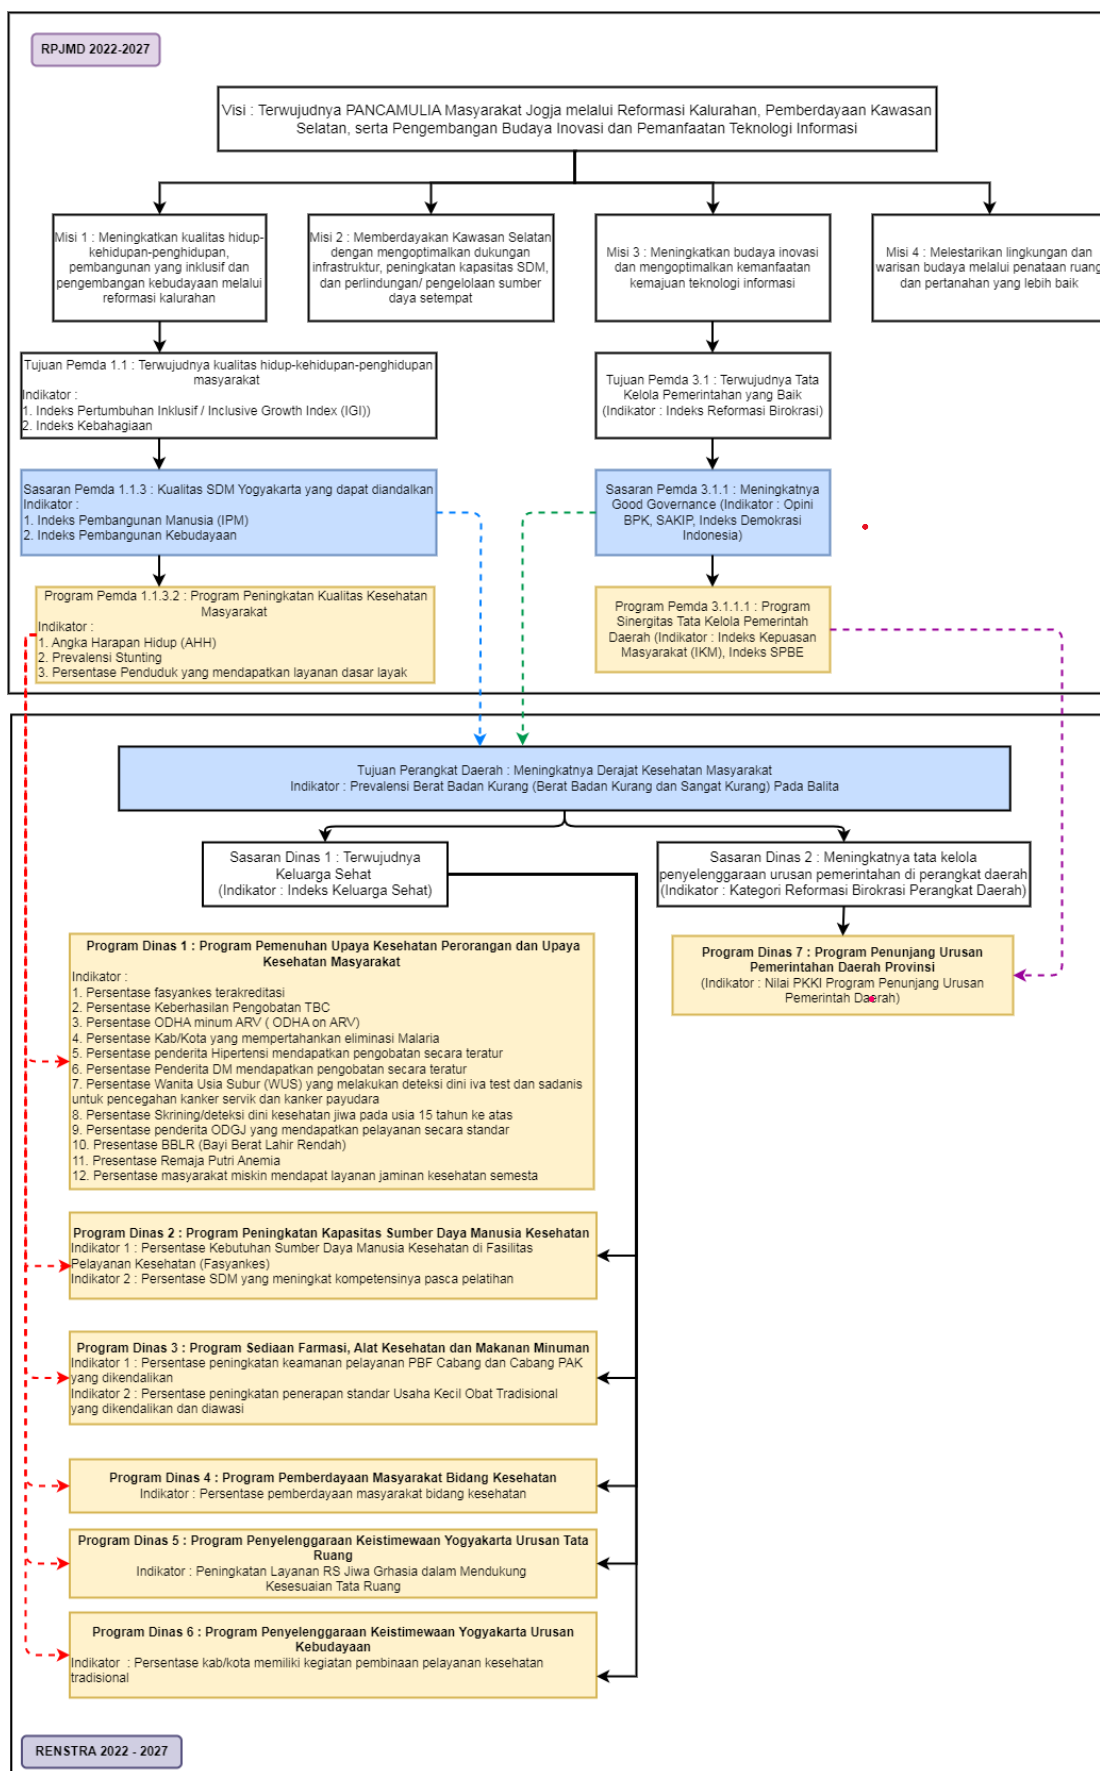 RPJMD 2022-2027
Visi : Terwujudnya PANCAMULIA Masyarakat Jogja melalui Reformasi Kalurahan, Pemberdayaan Kawasan
Selatan, serta Pengembangan Budaya Inovasi dan Pemanfaatan Teknologi Informasi
Misi 1 : Meningkatkan kualitas hidup-
kehidupan-penghidupan,
pembangunan yang inklusif dan
pengembangan kebudayaan melalui
reformasi kalurahan
Misi 2 : Memberdayakan Kawasan Selatan
dengan mengoptimalkan dukungan
infrastruktur, peningkatan kapasitas SDM,
dan perlindungan/ pengelolaan sumber
daya setempat
Misi 3 : Meningkatkan budaya inovasi
dan mengoptimalkan kemanfaatan
kemajuan teknologi informasi
Misi 4 : Melestarikan lingkungan dan
warisan budaya melalui penataan ruang
dan pertanahan yang lebih baik
Tujuan Pemda 1.1 : Terwujudnya kualitas hidup-kehidupan-penghidupan
masyarakat
Indikator :
1. Indeks Pertumbuhan Inklusif / Inclusive Growth Index (IGI))
2. Indeks Kebahagiaan
Tujuan Pemda 3.1 : Terwujudnya Tata
Kelola Pemerintahan yang Baik
(Indikator : Indeks Reformasi Birokrasi)
Sasaran Pemda 1.1.3 : Kualitas SDM Yogyakarta yang dapat diandalkan
Indikator :
1. Indeks Pembangunan Manusia (IPM)
2. Indeks Pembangunan Kebudayaan
Sasaran Pemda 3.1.1 : Meningkatnya
Good Governance (Indikator : Opini
BPK, SAKIP, Indeks Demokrasi
Indonesia)
Program Pemda 1.1.3.2 : Program Peningkatan Kualitas Kesehatan
Masyarakat
Indikator :
1. Angka Harapan Hidup (AHH)
2. Prevalensi Stunting
3. Persentase Penduduk yang mendapatkan layanan dasar layak
Program Pemda 3.1.1.1 : Program
Sinergitas Tata Kelola Pemerintah
Daerah (Indikator : Indeks Kepuasan
Masyarakat (IKM), Indeks SPBE
Tujuan Perangkat Daerah : Meningkatnya Derajat Kesehatan Masyarakat
Indikator : Prevalensi Berat Badan Kurang (Berat Badan Kurang dan Sangat Kurang) Pada Balita
Sasaran Dinas 1 : Terwujudnya
Keluarga Sehat
(Indikator : Indeks Keluarga Sehat)
Sasaran Dinas 2 : Meningkatnya tata kelola
penyelenggaraan urusan pemerintahan di perangkat daerah
(Indikator : Kategori Reformasi Birokrasi Perangkat Daerah)
Program Dinas 1 : Program Pemenuhan Upaya Kesehatan Perorangan dan Upaya
Kesehatan Masyarakat
Indikator :
1. Persentase fasyankes terakreditasi
2. Persentase Keberhasilan Pengobatan TBC
3. Persentase ODHA minum ARV ( ODHA on ARV)
4. Persentase Kab/Kota yang mempertahankan eliminasi Malaria
5. Persentase penderita Hipertensi mendapatkan pengobatan secara teratur
6. Persentase Penderita DM mendapatkan pengobatan secara teratur
7. Persentase Wanita Usia Subur (WUS) yang melakukan deteksi dini iva test dan sadanis
untuk pencegahan kanker servik dan kanker payudara
8. Persentase Skrining/deteksi dini kesehatan jiwa pada usia 15 tahun ke atas
9. Persentase penderita ODGJ yang mendapatkan pelayanan secara standar
10. Presentase BBLR (Bayi Berat Lahir Rendah)
11. Presentase Remaja Putri Anemia
12. Persentase masyarakat miskin mendapat layanan jaminan kesehatan semesta
Program Dinas 7 : Program Penunjang Urusan
Pemerintahan Daerah Provinsi
(Indikator : Nilai PKKI Program Penunjang Urusan
Pemerintah Daerah)
Program Dinas 2 : Program Peningkatan Kapasitas Sumber Daya Manusia Kesehatan
Indikator 1 : Persentase Kebutuhan Sumber Daya Manusia Kesehatan di Fasilitas
Pelayanan Kesehatan (Fasyankes)
Indikator 2 : Persentase SDM yang meningkat kompetensinya pasca pelatihan
Program Dinas 3 : Program Sediaan Farmasi, Alat Kesehatan dan Makanan Minuman
Indikator 1 : Persentase peningkatan keamanan pelayanan PBF Cabang dan Cabang PAK
yang dikendalikan
Indikator 2 : Persentase peningkatan penerapan standar Usaha Kecil Obat Tradisional
yang dikendalikan dan diawasi
Program Dinas 4 : Program Pemberdayaan Masyarakat Bidang Kesehatan
Indikator : Persentase pemberdayaan masyarakat bidang kesehatan
Program Dinas 5 : Program Penyelenggaraan Keistimewaan Yogyakarta Urusan Tata
Ruang
Indikator : Peningkatan Layanan RS Jiwa Grhasia dalam Mendukung
Kesesuaian Tata Ruang
Program Dinas 6 : Program Penyelenggaraan Keistimewaan Yogyakarta Urusan
Kebudayaan
Indikator : Persentase kab/kota memiliki kegiatan pembinaan pelayanan kesehatan
tradisional
RENSTRA 2022 - 2027